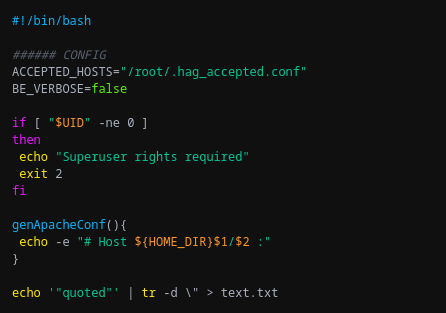 #!/bin/bash
###### CONFIG
ACCEPTED_HOSTS="/root/.hag_accepted.conf"
BE_VERBOSE=false
if [ "$UID" -ne 0 ]
then
 echo "Superuser rights required"
 exit 2
fi
genApacheConf(){
 echo -e "# Host ${HOME_DIR}$1/$2 :"
}
echo '"quoted"' | tr -d \" > text.txt